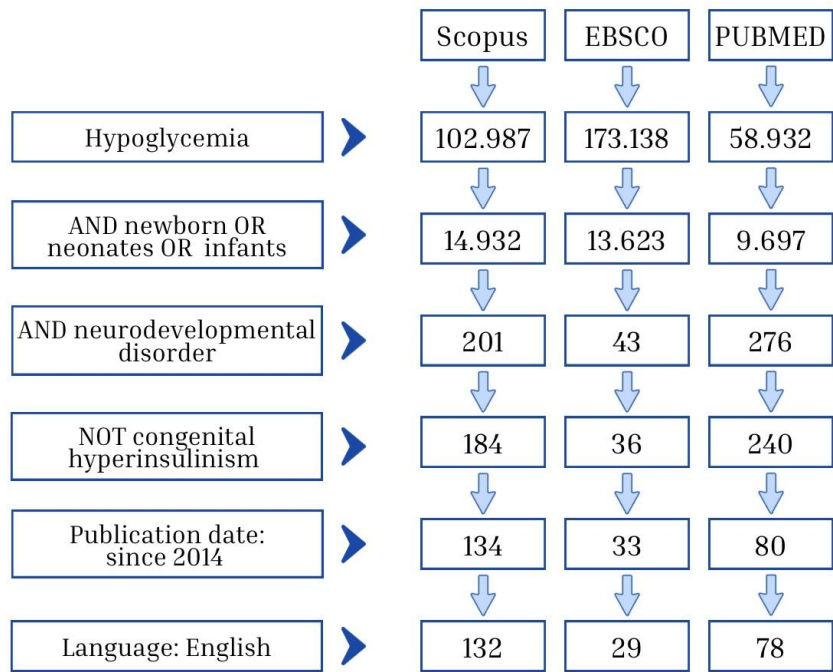 Scopus EBSCO PUBMED
Hypoglycemia 102.987 173.138 58.932
AND newborn OR
neonates OR infants 14.932 13.623 9.697
AND neurodevelopmental
disorder 201 43 276
NOT congenital
hyperinsulinism 184 36 240
Publication date:
since 2014 134 33 80
Language: English 132 29 78